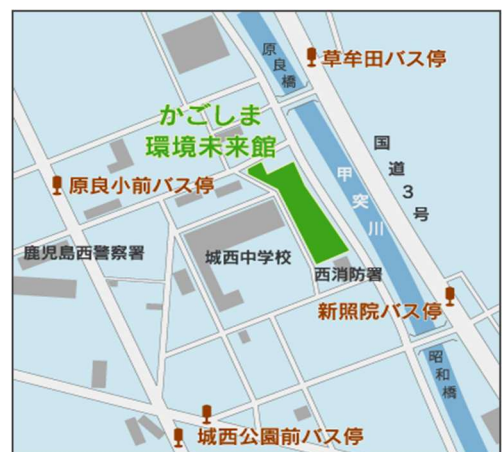 原良橋
草牟田バス停
かごしま
環境未来館
国道3号
原良小前バス停
甲突川
鹿児島西警察署
城西中学校
西消防署
新照院バス停
昭和橋
城西公園前バス停